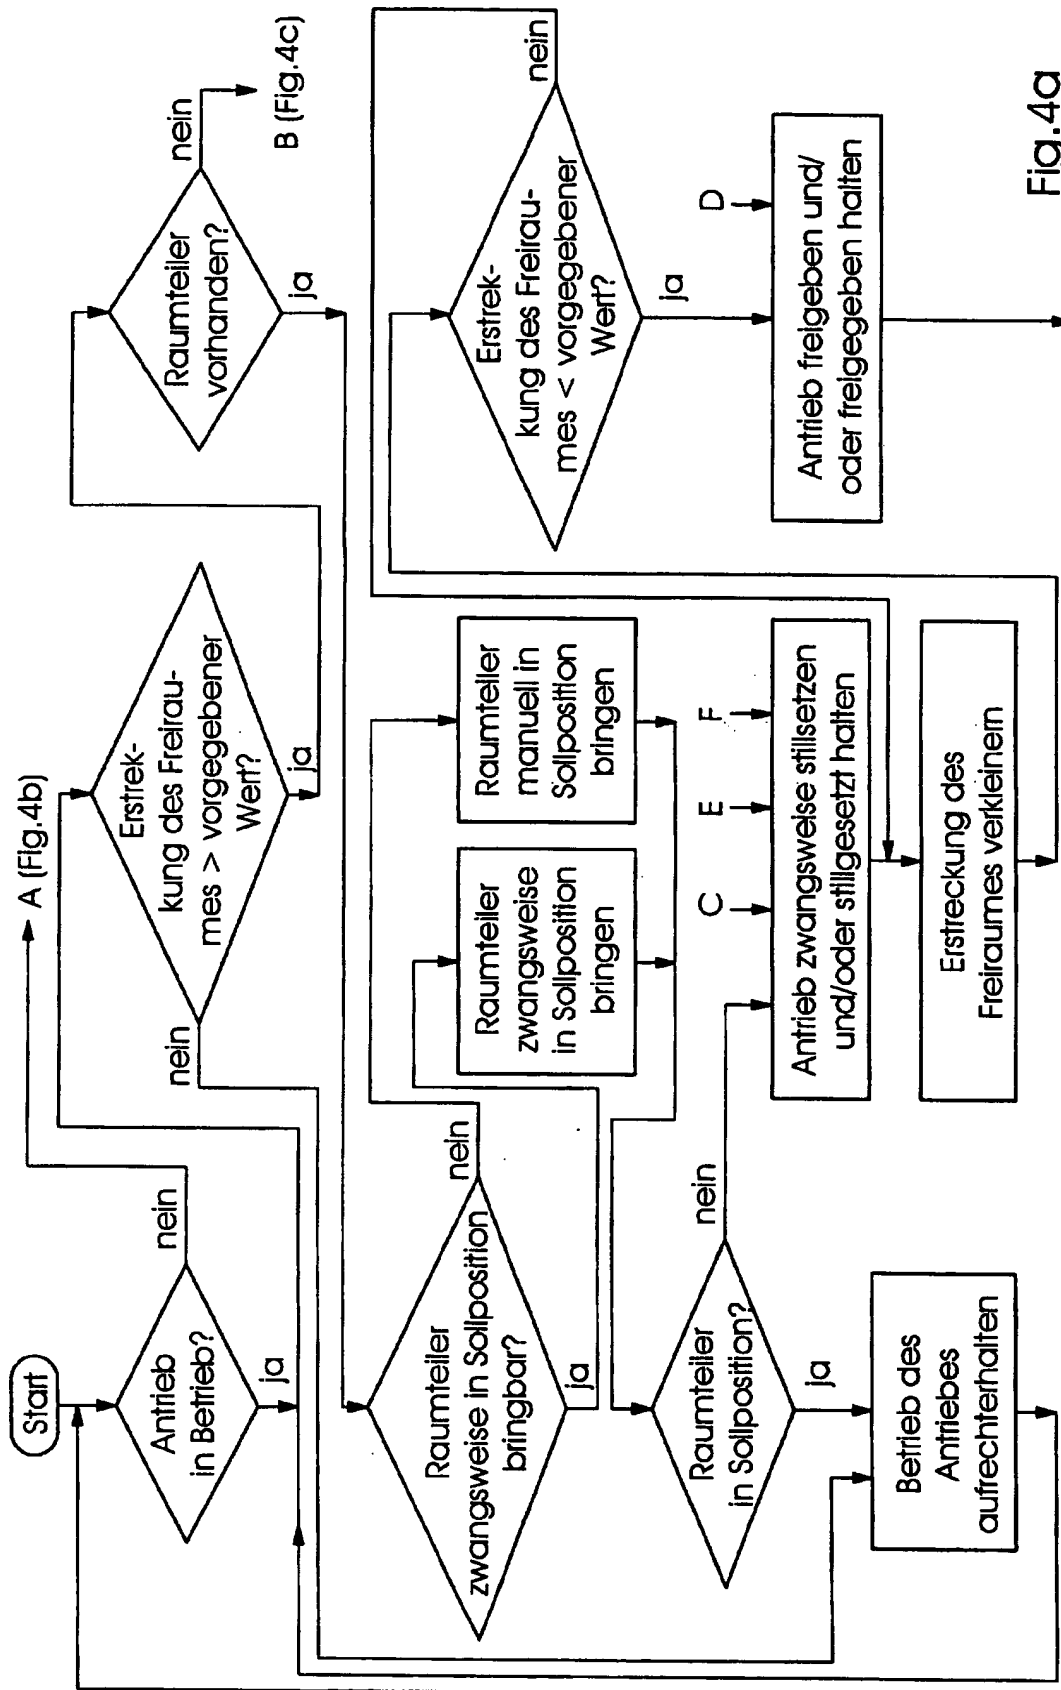 Start
Antrieb
in Betrieb?
nein
ja
A (Fig.4b)
Erstrek-
kung des Freirau-
mes > vorgegebener
Wert?
nein
ja
Raumteiler
vorhanden?
nein
ja
B (Fig.4c)
Raumteiler
zwangsweise in Sollposition
bringbar?
nein
ja
Raumteiler
zwangsweise
in Sollposition
bringen
Raumteiler
manuell in
Sollposition
bringen
Raumteiler
in Sollposition?
nein
ja
Betrieb des
Antriebes
aufrechterhalten
C
E
F
Antrieb zwangsweise stillsetzen
und/oder stillgesetzt halten
Erstreckung des
Freiraumes verkleinern
Erstrek-
kung des Freirau-
mes < vorgegebener
Wert?
nein
ja
D
Antrieb freigeben und/
oder freigegeben halten
Fig.4a